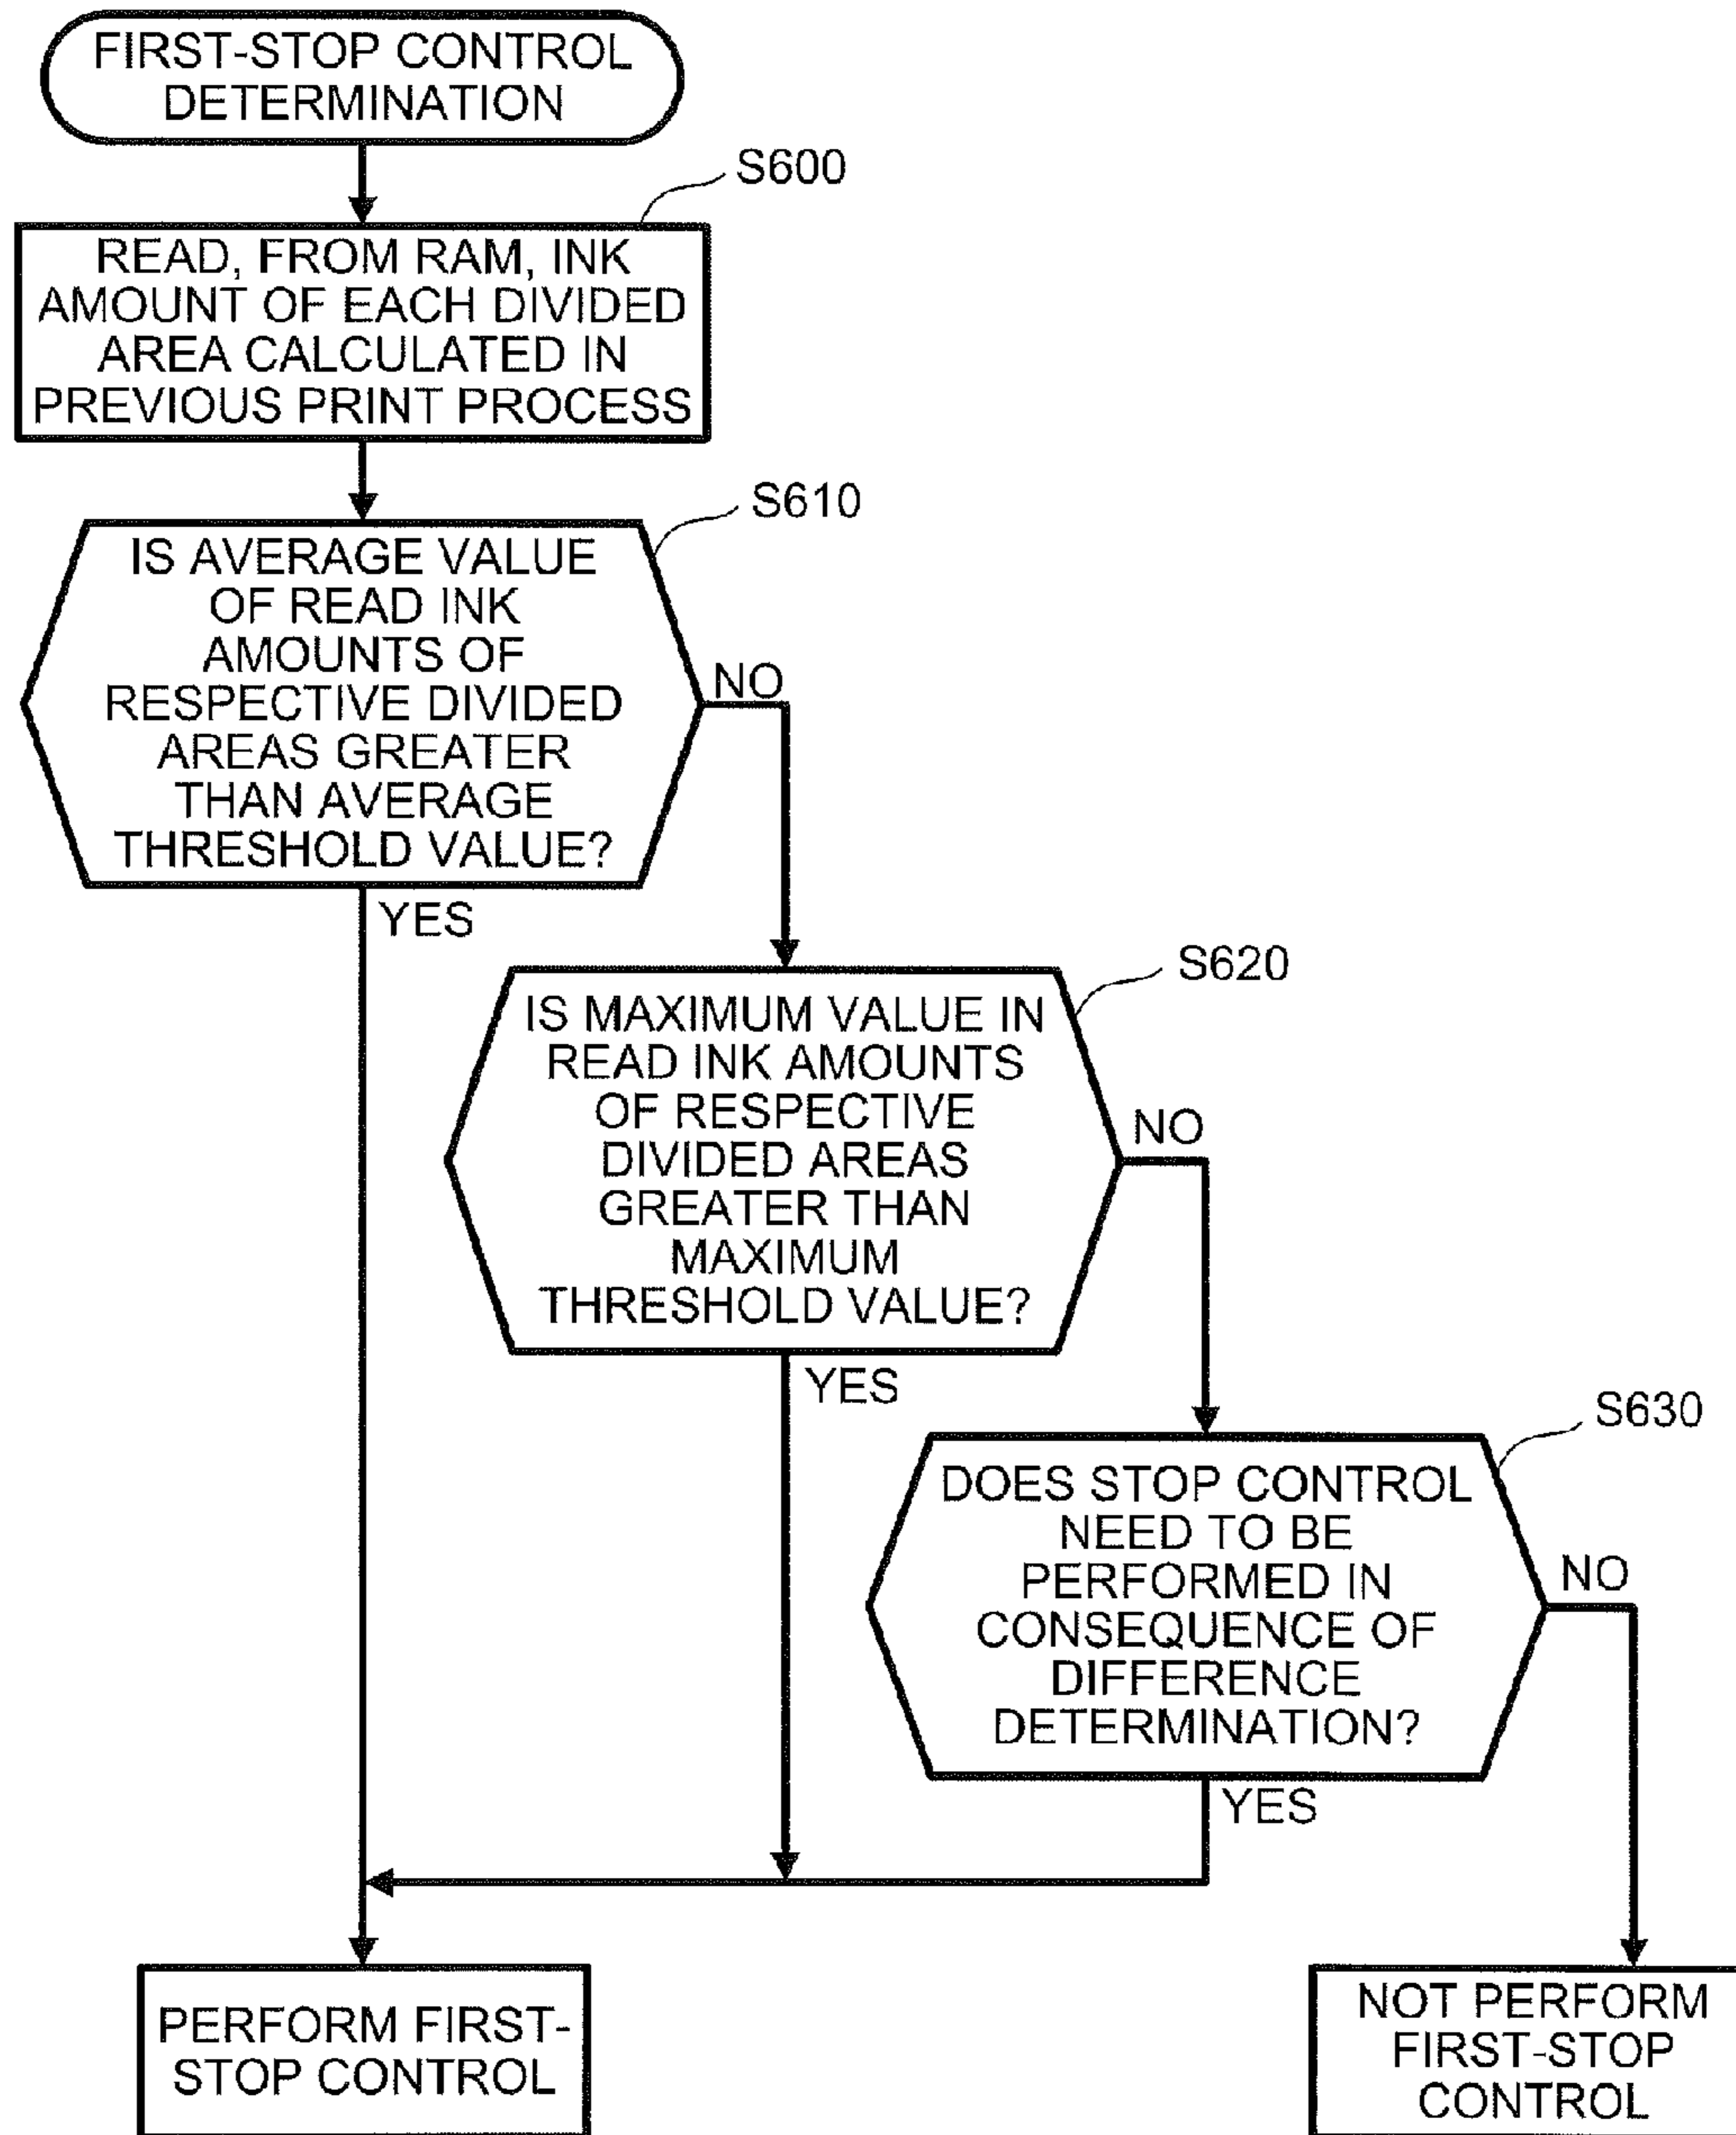 FIRST-STOP CONTROL
DETERMINATION
S600
READ, FROM RAM, INK
AMOUNT OF EACH DIVIDED
AREA CALCULATED IN
PREVIOUS PRINT PROCESS
S610
IS AVERAGE VALUE
OF READ INK
AMOUNTS OF
RESPECTIVE DIVIDED
AREAS GREATER
THAN AVERAGE
THRESHOLD VALUE?
NO
YES
S620
IS MAXIMUM VALUE IN
READ INK AMOUNTS
OF RESPECTIVE
DIVIDED AREAS
GREATER THAN
MAXIMUM
THRESHOLD VALUE?
NO
YES
S630
DOES STOP CONTROL
NEED TO BE
PERFORMED IN
CONSEQUENCE OF
DIFFERENCE
DETERMINATION?
NO
YES
PERFORM FIRST-
STOP CONTROL
NOT PERFORM
FIRST-STOP
CONTROL